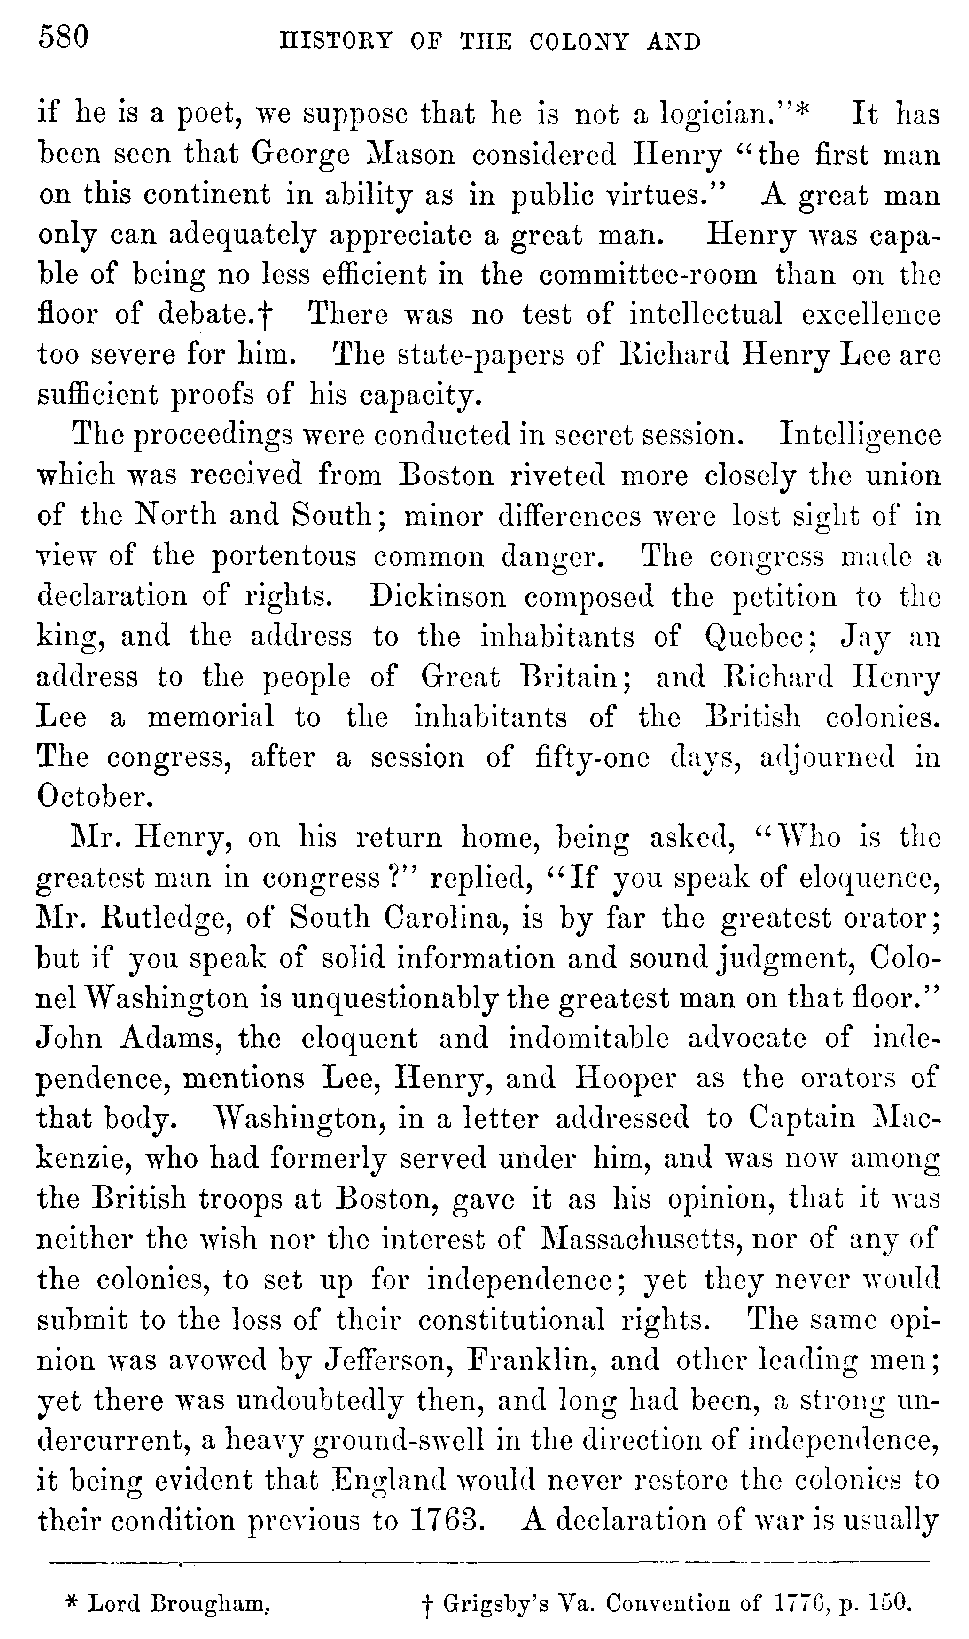 580 HISTORY OF THE COLONY AND
if he is a poet, we suppose that he is not a logician."* It has
been seen that George Mason considered Henry "the first man
on this continent in ability as in public virtues." A great man
only can adequately appreciate a great man. Henry was capa-
ble of being no less efficient in the committee-room than on the
floor of debate.† There was no test of intellectual excellence
too severe for him. The state-papers of Richard Henry Lee are
sufficient proofs of his capacity.
The proceedings were conducted in secret session. Intelligence
which was received from Boston riveted more closely the union
of the North and South; minor differences were lost sight of in
view of the portentous common danger. The congress made a
declaration of rights. Dickinson composed the petition to the
king, and the address to the inhabitants of Quebec; Jay an
address to the people of Great Britain; and Richard Henry
Lee a memorial to the inhabitants of the British colonies.
The congress, after a session of fifty-one days, adjourned in
October.
Mr. Henry, on his return home, being asked, "Who is the
greatest man in congress?" replied, "If you speak of eloquence,
Mr. Rutledge, of South Carolina, is by far the greatest orator;
but if you speak of solid information and sound judgment, Colo-
nel Washington is unquestionably the greatest man on that floor."
John Adams, the eloquent and indomitable advocate of inde-
pendence, mentions Lee, Henry, and Hooper as the orators of
that body. Washington, in a letter addressed to Captain Mac-
kenzie, who had formerly served under him, and was now among
the British troops at Boston, gave it as his opinion, that it was
neither the wish nor the interest of Massachusetts, nor of any of
the colonies, to set up for independence; yet they never would
submit to the loss of their constitutional rights. The same opi-
nion was avowed by Jefferson, Franklin, and other leading men;
yet there was undoubtedly then, and long had been, a strong un-
dercurrent, a heavy ground-swell in the direction of independence,
it being evident that England would never restore the colonies to
their condition previous to 1763. A declaration of war is usually
* Lord Brougham. † Grigsby's Va. Convention of 1776, p. 150.